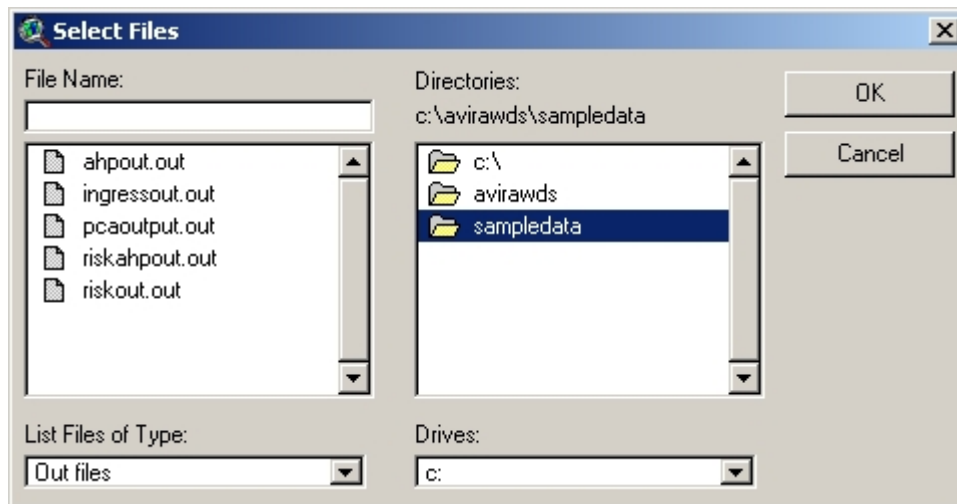 Select Files
File Name:
ahpout.out
ingressout.out
pcaoutput.out
riskahpout.out
riskout.out
List Files of Type:
Out files
Directories:
c:\avirawds\sampledata
c:\
avirawds
sampledata
Drives:
c:
OK
Cancel